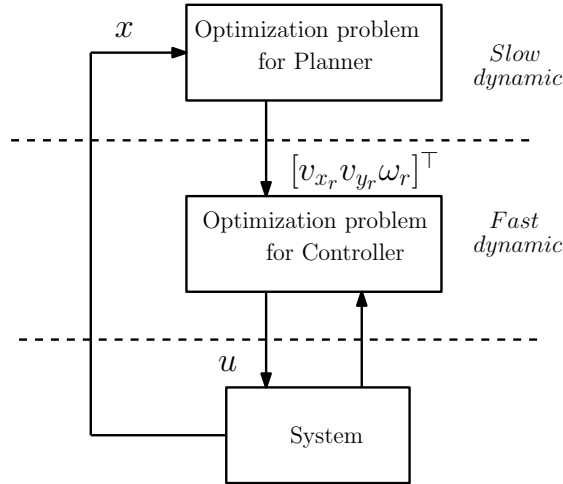 x
Optimization problem
for Planner
Slow
dynamic
[v_{x_r} v_{y_r} ω_r]^⊤
Optimization problem
for Controller
Fast
dynamic
u
System